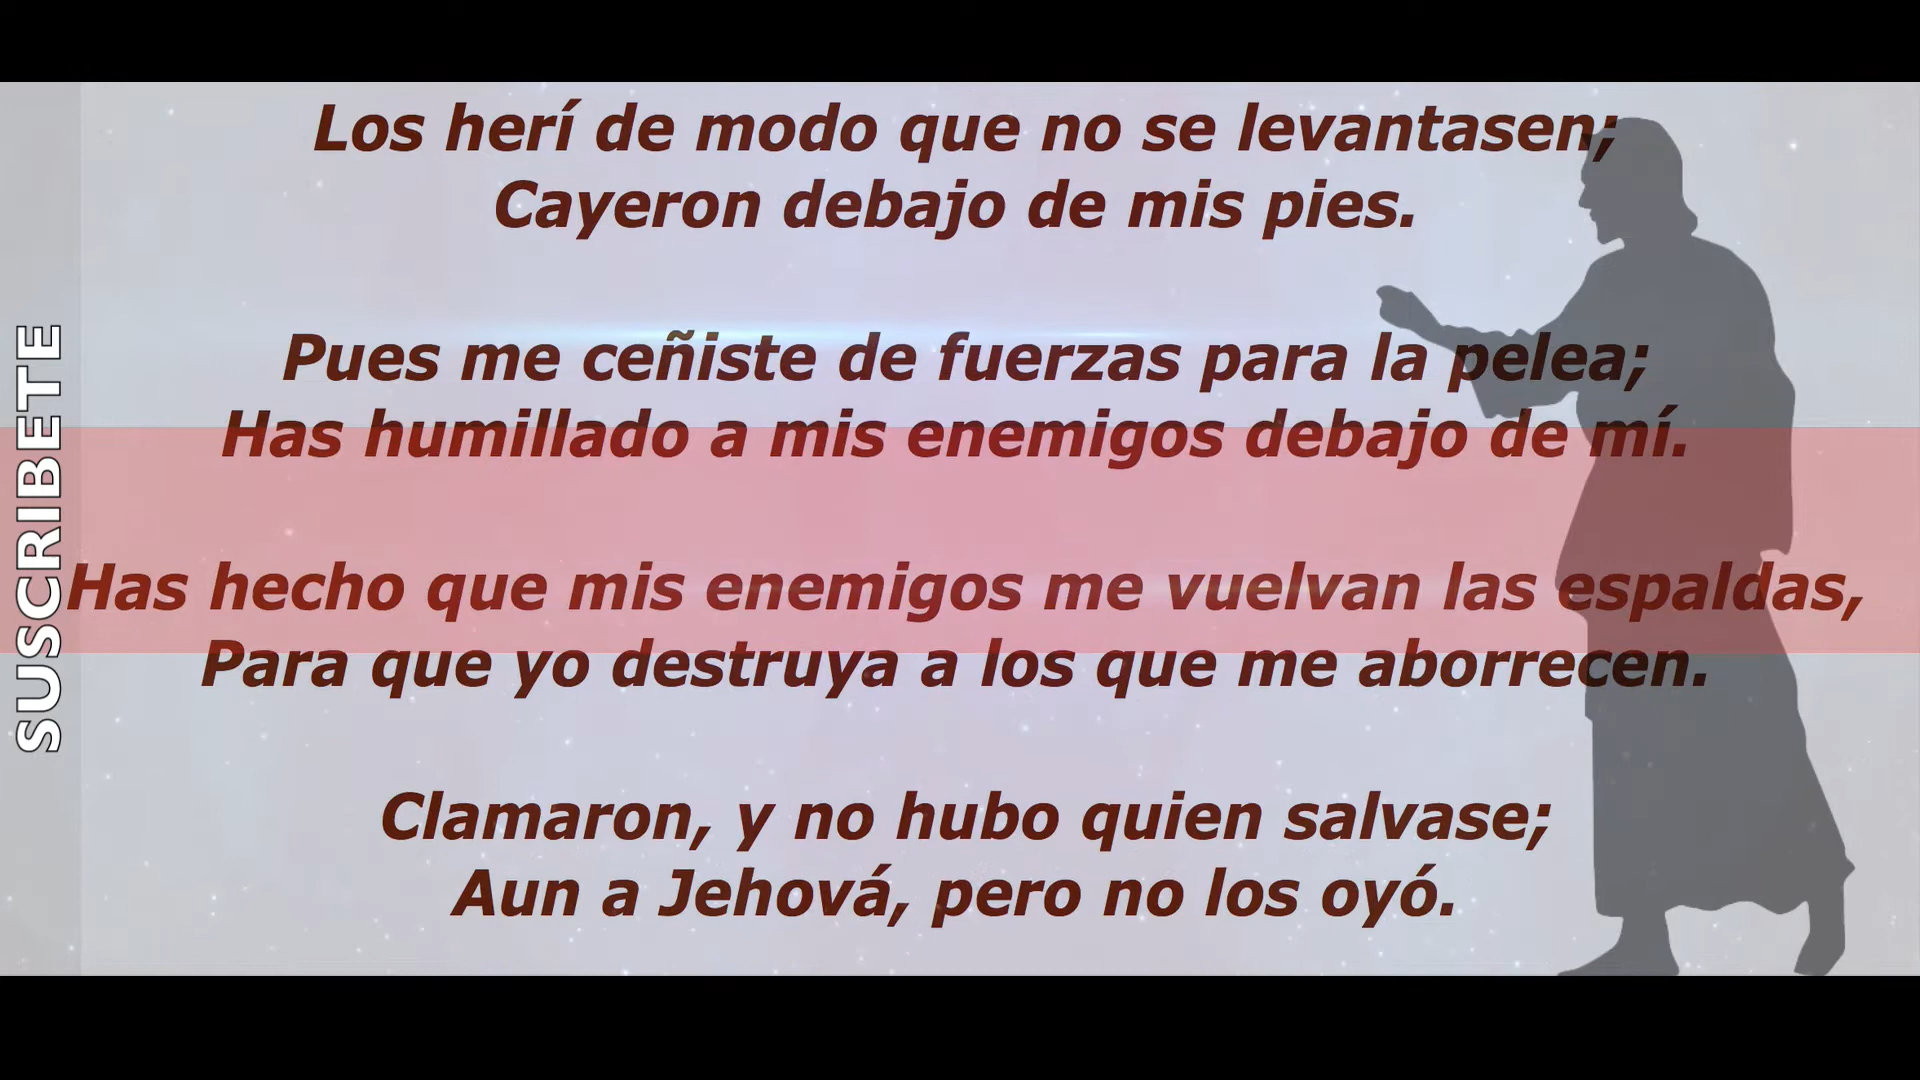 Los herí de modo que no se levantasen;
Cayeron debajo de mis pies.
Pues me ceñiste de fuerzas para la pelea;
Has humillado a mis enemigos debajo de mí.
Has hecho que mis enemigos me vuelvan las espaldas,
Para que yo destruya a los que me aborrecen.
Clamaron, y no hubo quien salvase;
Aun a Jehová, pero no los oyó.
SUSCRIBETE